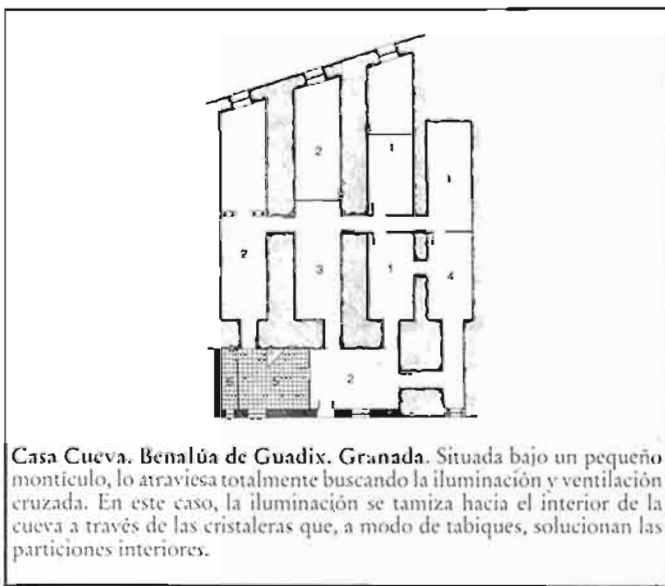 2
1
1
2
3
1
4
6
5
2
Casa Cueva. Benalúa de Guadix. Granada. Situada bajo un pequeño
montículo, lo atraviesa totalmente buscando la iluminación y ventilación
cruzada. En este caso, la iluminación se tamiza hacia el interior de la
cueva a través de las cristaleras que, a modo de tabiques, solucionan las
particiones interiores.